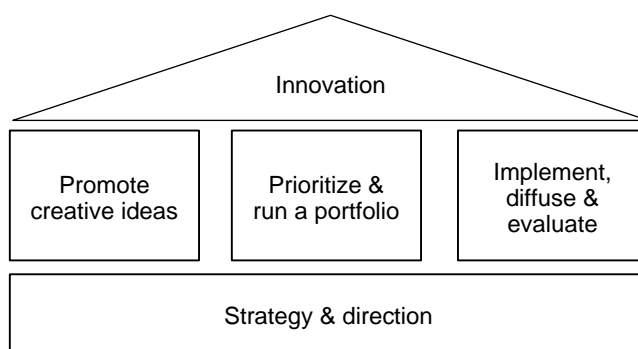 Innovation
Promote
creative ideas
Prioritize &
run a portfolio
Implement,
diffuse &
evaluate
Strategy & direction